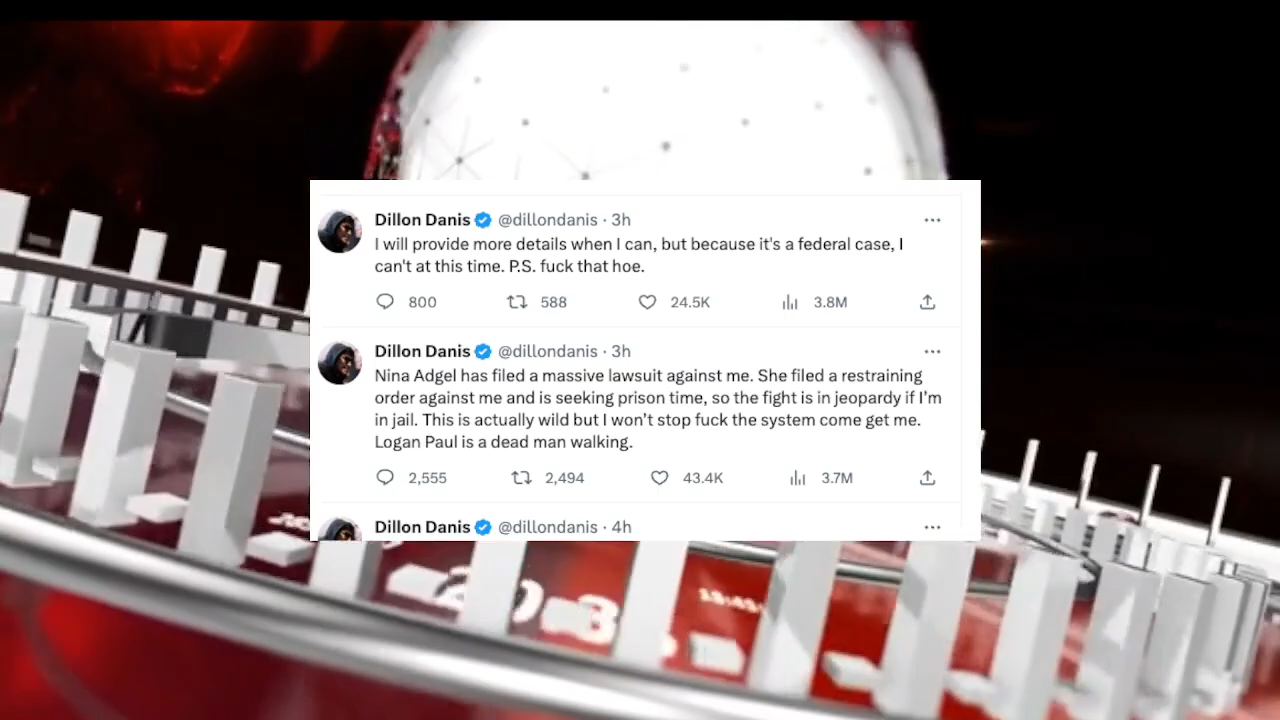 Dillon Danis @dillondanis · 3h
I will provide more details when I can, but because it's a federal case, I
can't at this time. P.S. fuck that hoe.
800 588 24.5K 3.8M
Dillon Danis @dillondanis · 3h
Nina Adgel has filed a massive lawsuit against me. She filed a restraining
order against me and is seeking prison time, so the fight is in jeopardy if I’m
in jail. This is actually wild but I won’t stop fuck the system come get me.
Logan Paul is a dead man walking.
2,555 2,494 43.4K 3.7M
Dillon Danis @dillondanis · 4h